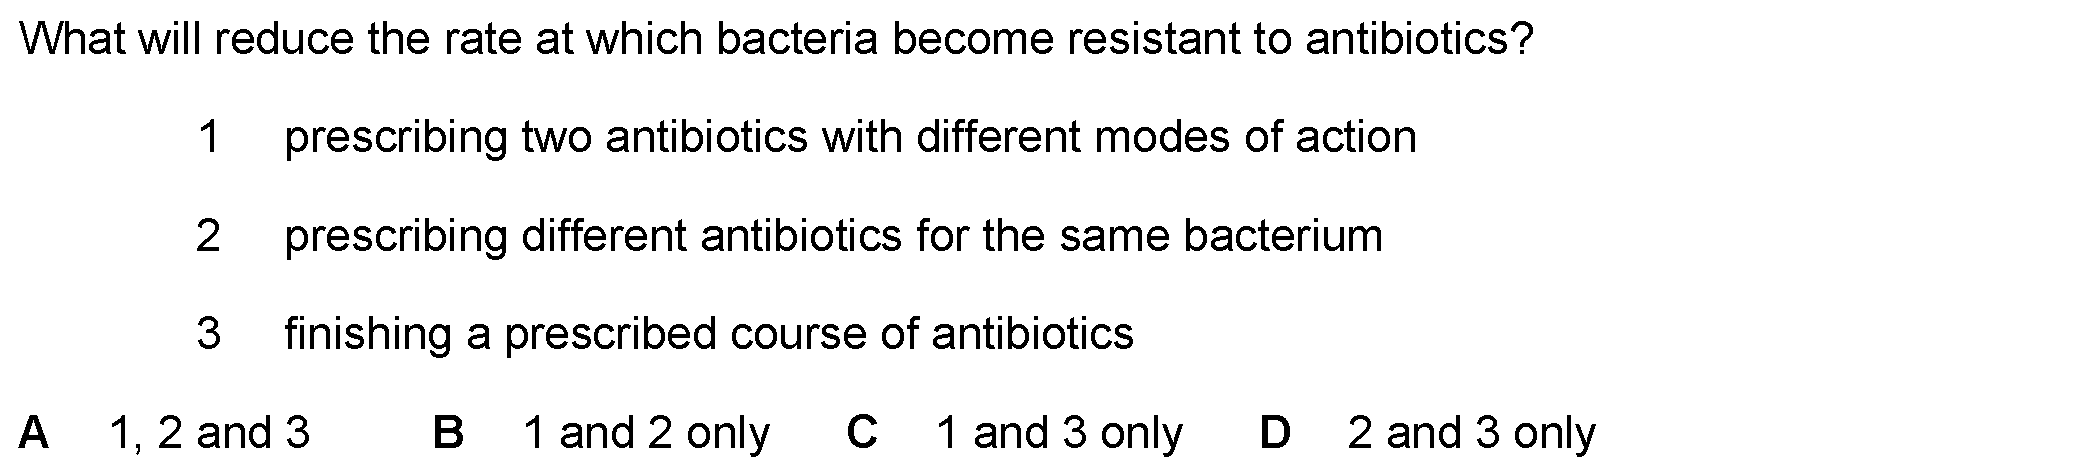 What will reduce the rate at which bacteria become resistant to antibiotics?
1 prescribing two antibiotics with different modes of action
2 prescribing different antibiotics for the same bacterium
3 finishing a prescribed course of antibiotics
A 1, 2 and 3 B 1 and 2 only C 1 and 3 only D 2 and 3 only